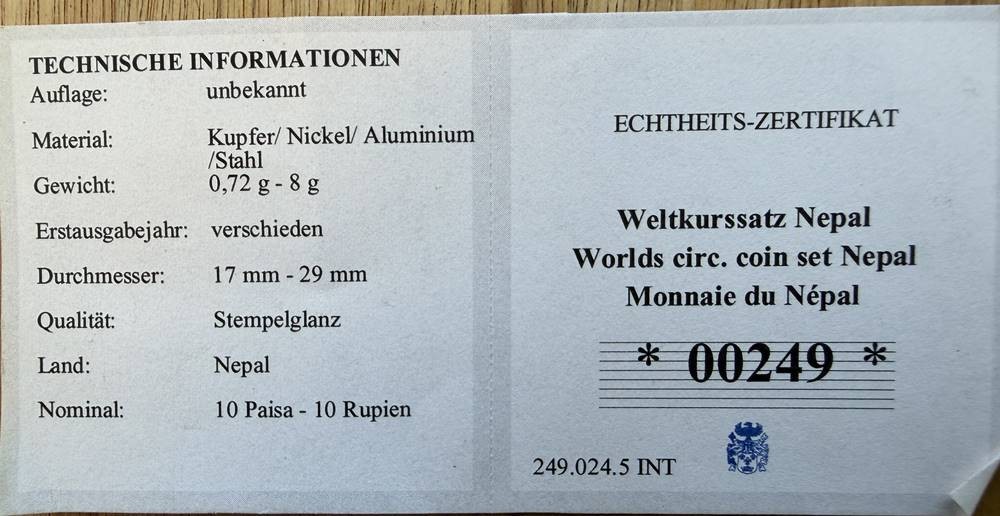 TECHNISCHE INFORMATIONEN
Auflage: unbekannt
Material: Kupfer/ Nickel/ Aluminium
/Stahl
Gewicht: 0,72 g - 8 g
Erstausgabejahr: verschieden
Durchmesser: 17 mm - 29 mm
Qualität: Stempelglanz
Land: Nepal
Nominal: 10 Paisa - 10 Rupien
ECHTHEITS-ZERTIFIKAT
Weltkurssatz Nepal
Worlds circ. coin set Nepal
Monnaie du Népal
* 00249 *
249.024.5 INT